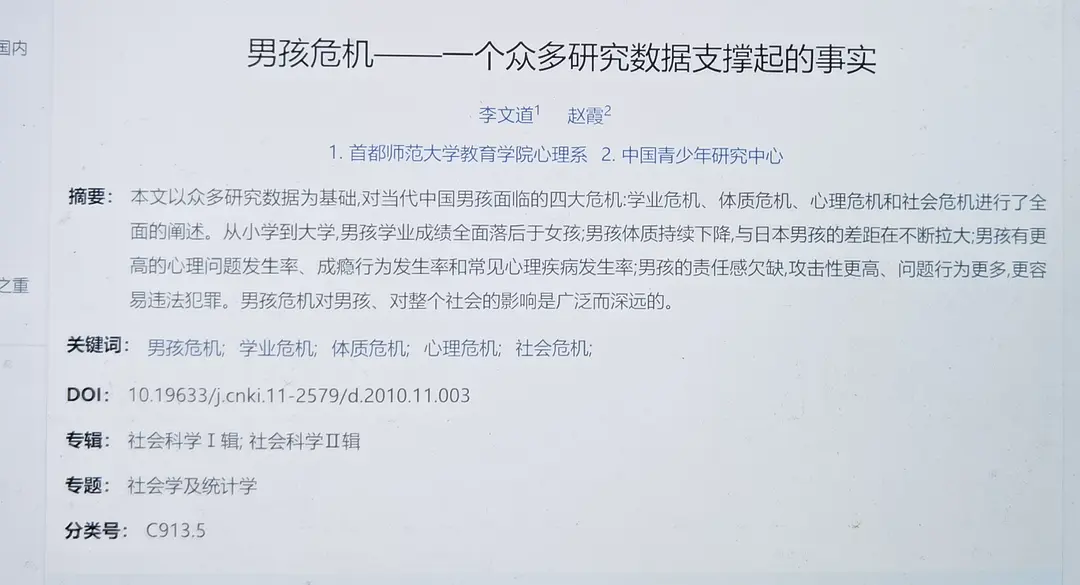 国内
男孩危机——一个众多研究数据支撑起的事实
李文道1 赵霞2
1. 首都师范大学教育学院心理系 2. 中国青少年研究中心
摘要： 本文以众多研究数据为基础,对当代中国男孩面临的四大危机:学业危机、体质危机、心理危机和社会危机进行了全
面的阐述。从小学到大学,男孩学业成绩全面落后于女孩;男孩体质持续下降,与日本男孩的差距在不断拉大;男孩有更
高的心理问题发生率、成瘾行为发生率和常见心理疾病发生率;男孩的责任感欠缺,攻击性更高、问题行为更多,更容
之重
易违法犯罪。男孩危机对男孩、对整个社会的影响是广泛而深远的。
关键词： 男孩危机; 学业危机; 体质危机; 心理危机; 社会危机;
DOI： 10.19633/j.cnki.11-2579/d.2010.11.003
专辑： 社会科学Ⅰ辑; 社会科学Ⅱ辑
专题： 社会学及统计学
分类号： C913.5